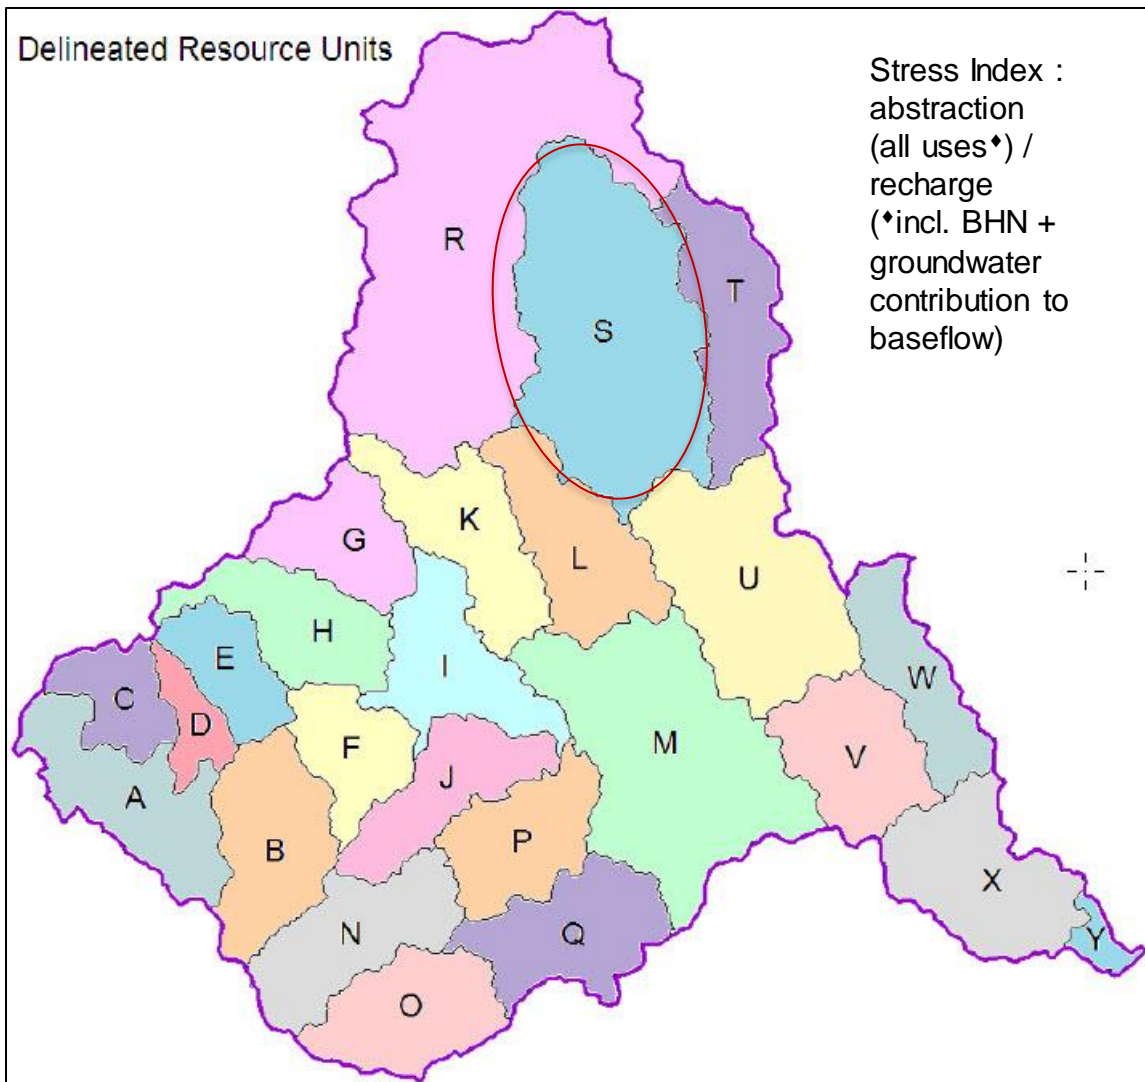 Delineated Resource Units
Stress Index :
abstraction
(all uses♦) /
recharge
(♦incl. BHN +
groundwater
contribution to
baseflow)
R
S
T
G
K
L
U
H
E
I
C
D
W
F
M
V
J
A
B
P
X
N
Q
Y
O